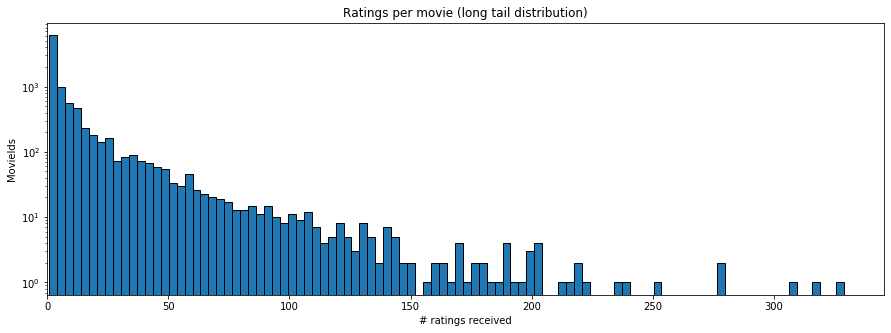 Ratings per movie (long tail distribution)
10³
10²
10¹
10⁰
MovieIds
0 50 100 150 200 250 300
# ratings received